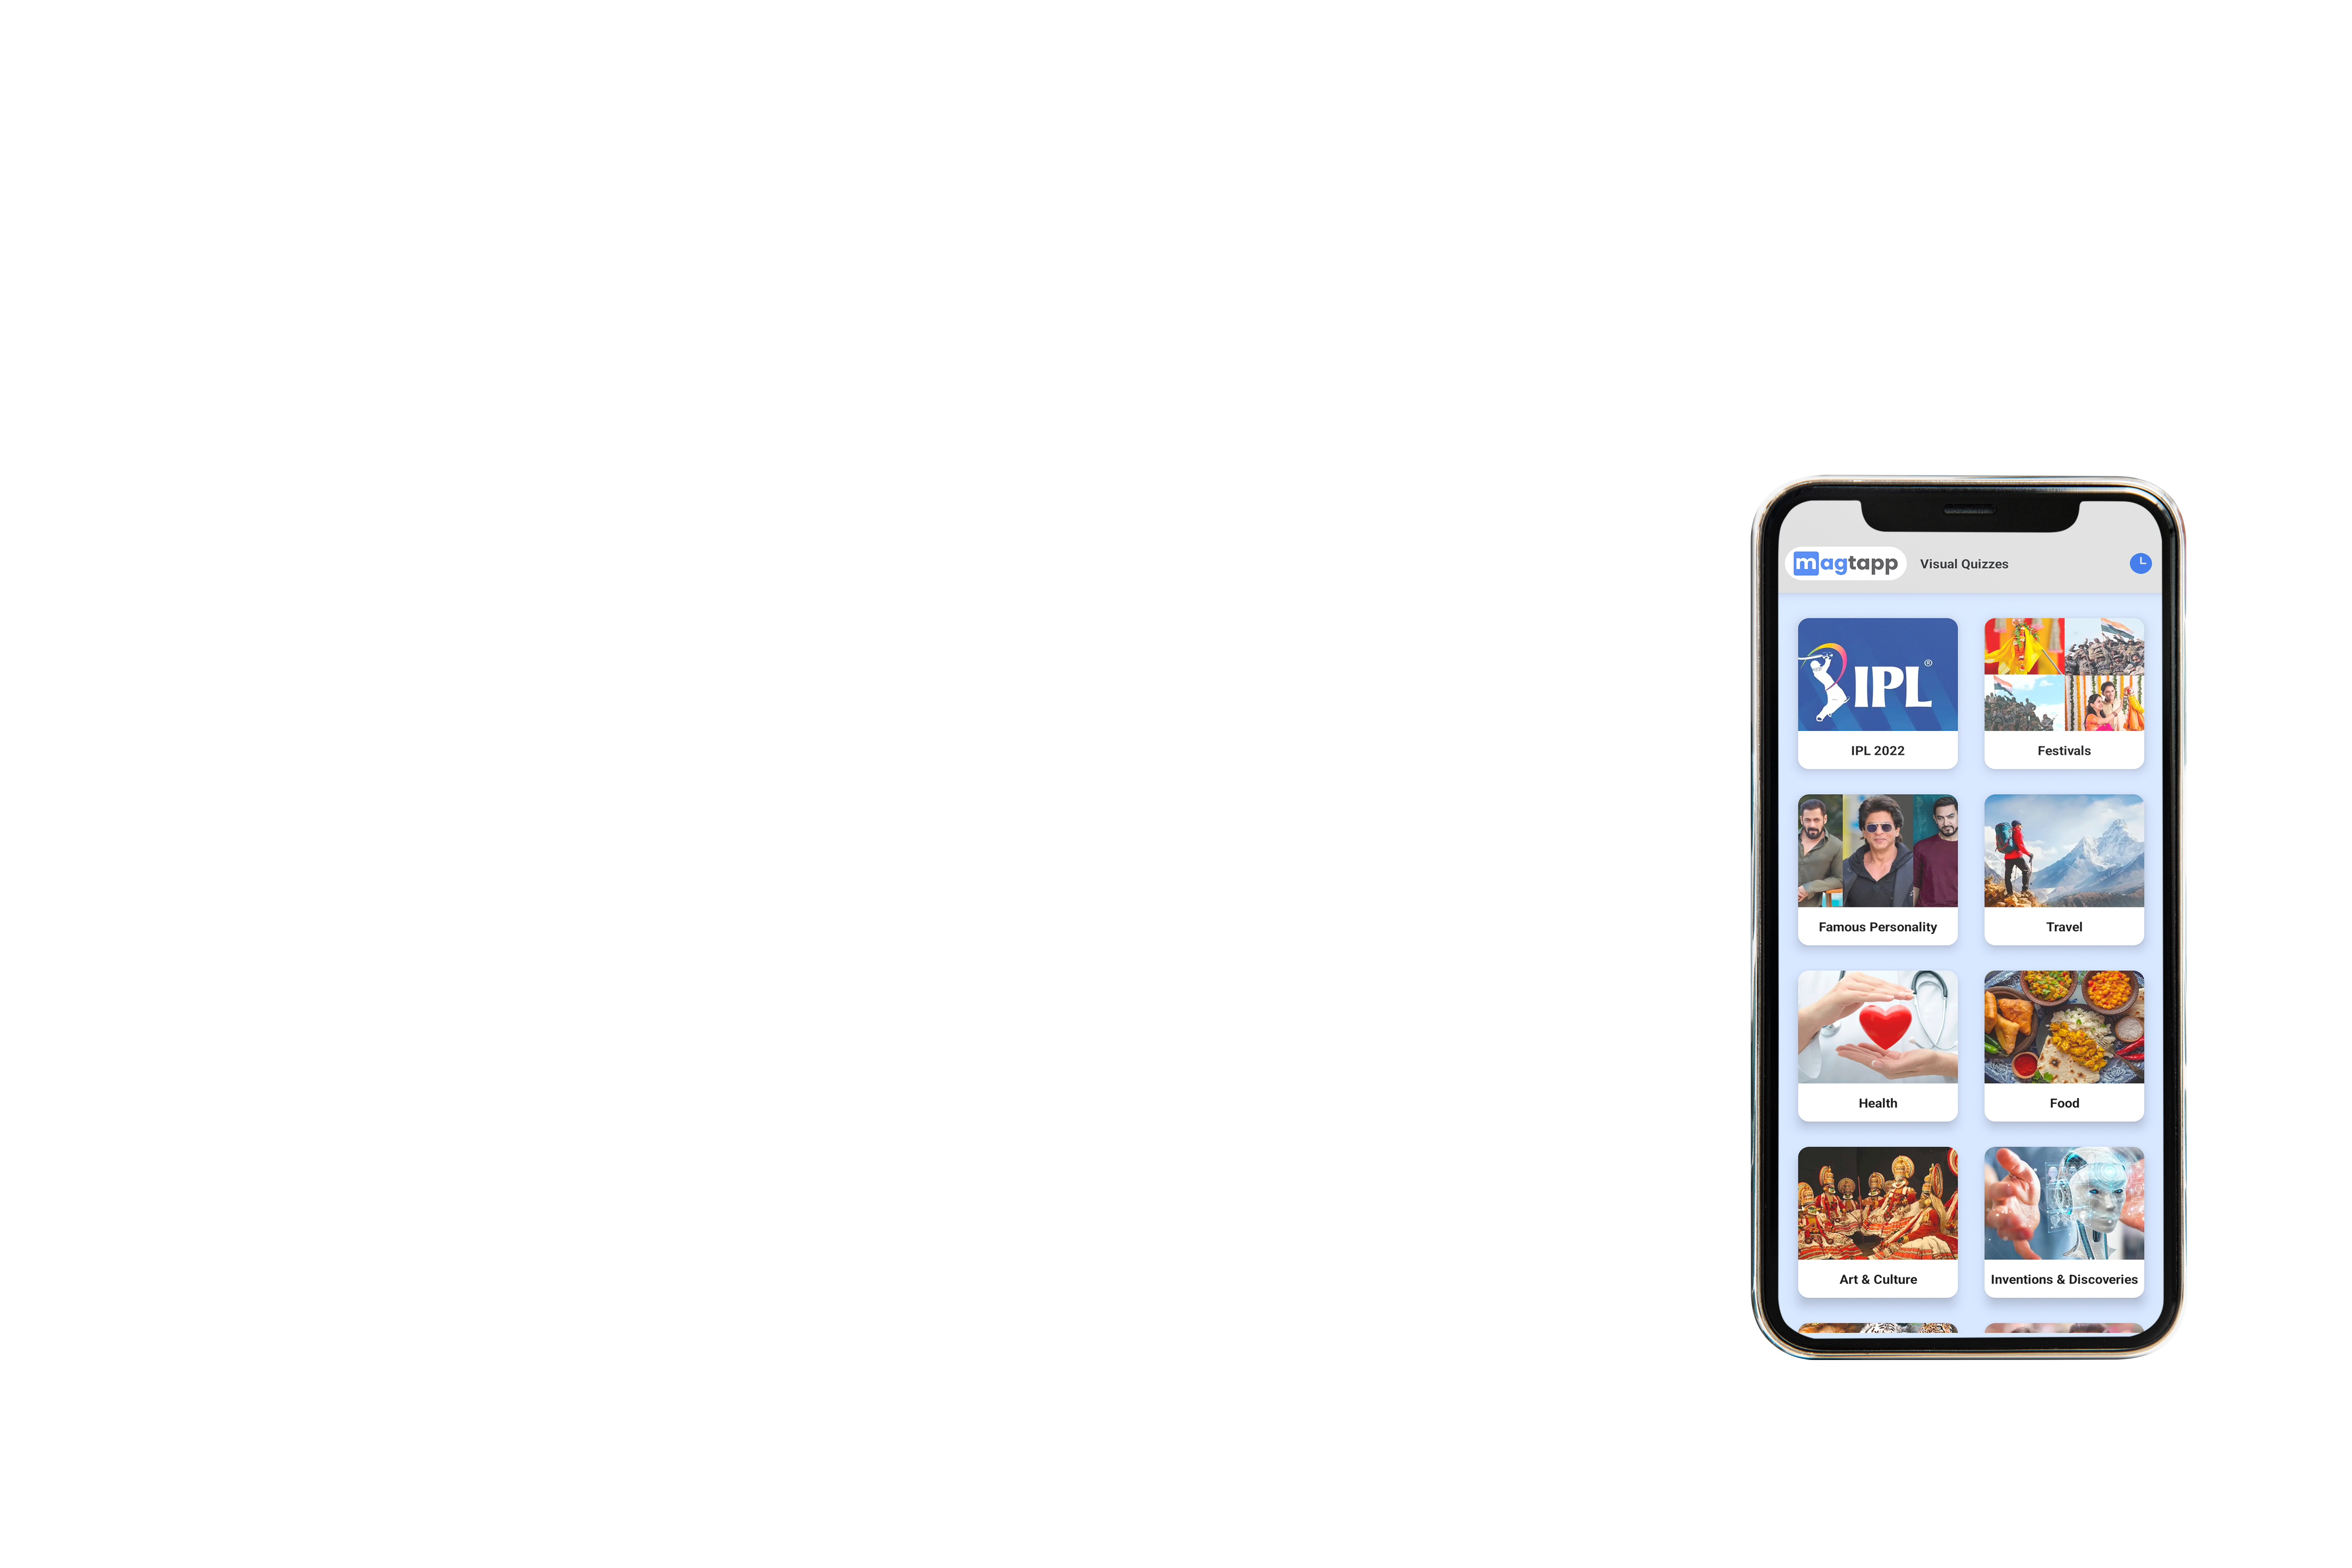 magtapp Visual Quizzes
IPL®
IPL 2022
Festivals
Famous Personality
Travel
Health
Food
Art & Culture
Inventions & Discoveries